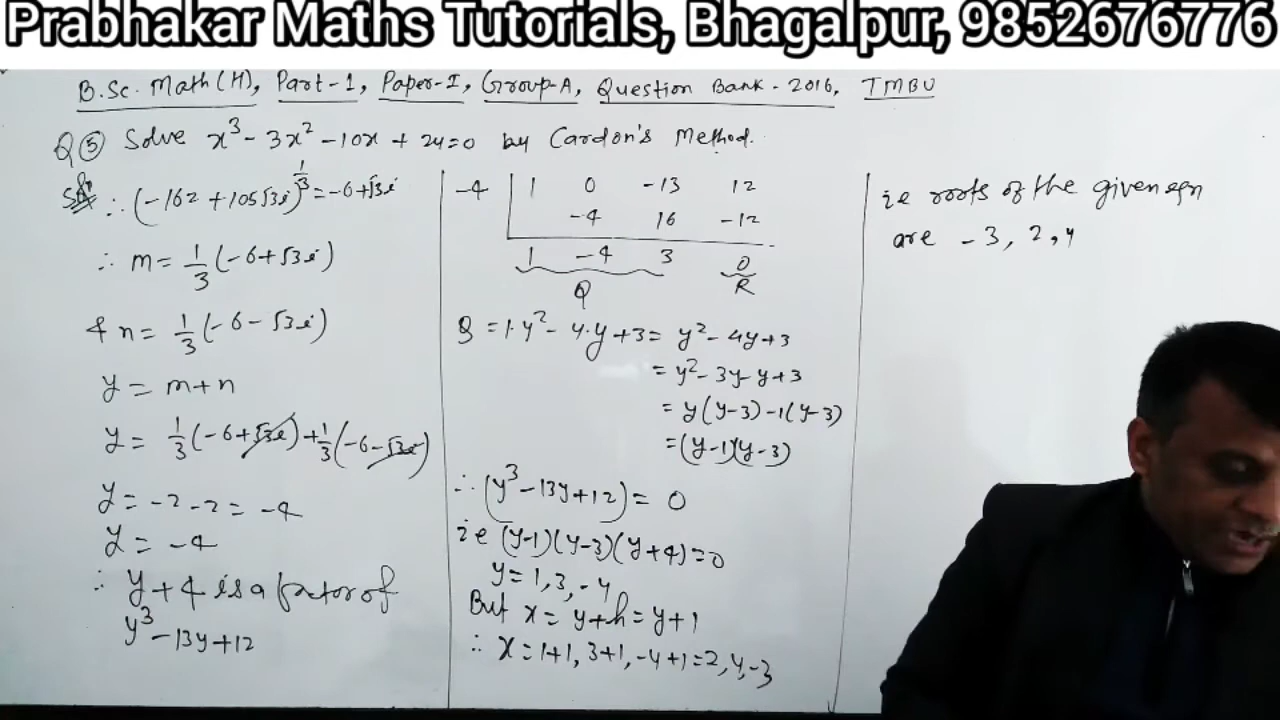 Prabhakar Maths Tutorials, Bhagalpur, 9852676776
B.Sc. Math (H), Part-1, Paper-I, Group-A, Question Bank - 2016, TMBU
Q⑤ Solve x³ - 3x² - 10x + 24 = 0 by Cardon's Method.
Solⁿ ∴ (-162 + 105√3i)^1/3 = -6 + √3i
∴ m = 1/3 (-6 + √3i)
& n = 1/3 (-6 - √3i)
y = m + n
y = 1/3 (-6 + √3i) + 1/3 (-6 - √3i)
y = -2 - 2 = -4
y = -4
∴ y + 4 is a factor of
y³ - 13y + 12
-4 | 1 0 -13 12
-4 16 -12
1 -4 3 0
Q R
Q = 1.y² - 4.y + 3 = y² - 4y + 3
= y² - 3y - y + 3
= y(y-3) - 1(y-3)
= (y-1)(y-3)
∴ (y³ - 13y + 12) = 0
ie (y-1)(y-3)(y+4) = 0
y = 1, 3, -4
But x = y + h = y + 1
∴ x = 1+1, 3+1, -4+1 = 2, 4, -3
ie roots of the given eqn
are -3, 2, 4